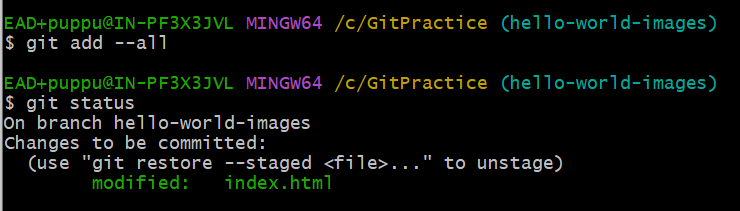 EAD+puppu@IN-PF3X3JVL MINGW64 /c/GitPractice (hello-world-images)
$ git add --all
EAD+puppu@IN-PF3X3JVL MINGW64 /c/GitPractice (hello-world-images)
$ git status
On branch hello-world-images
Changes to be committed:
  (use "git restore --staged <file>..." to unstage)
        modified:   index.html